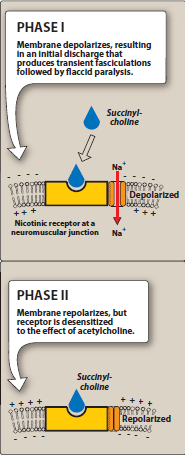 PHASE I
Membrane depolarizes, resulting
in an initial discharge that
produces transient fasciculations
followed by flaccid paralysis.
Succinyl-
choline
Na+
- - - -
- - - -
Depolarized
+ + +
+ + +
Nicotinic receptor at a
neuromuscular junction
Na+
PHASE II
Membrane repolarizes, but
receptor is desensitized
to the effect of acetylcholine.
Succinyl-
choline
+ + + +
+ + + +
Repolarized
- - - -
- - - -